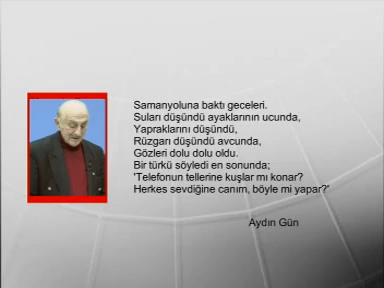 Samanyoluna baktı geceleri.
Suları düşündü ayaklarının ucunda,
Yapraklarını düşündü,
Rüzgarı düşündü avcunda,
Gözleri dolu dolu oldu.
Bir türkü söyledi en sonunda;
'Telefonun tellerine kuşlar mı konar?
Herkes sevdiğine canım, böyle mi yapar?'
Aydın Gün